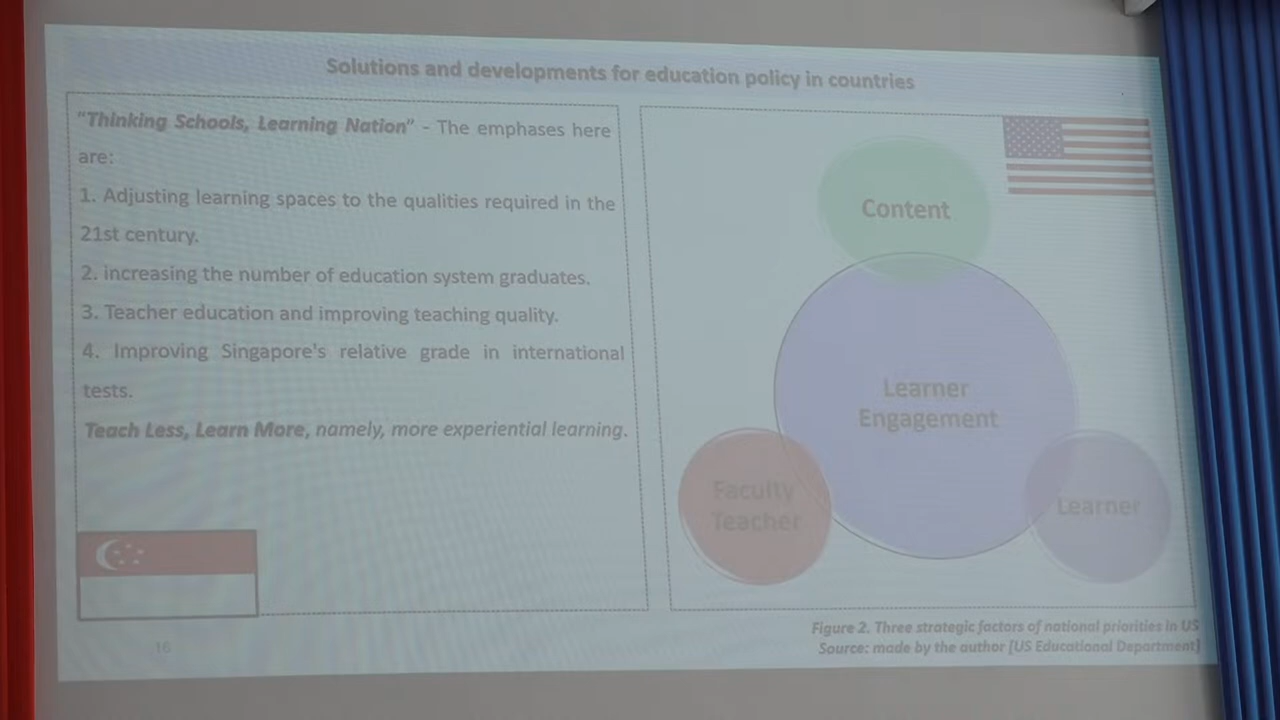 Solutions and developments for education policy in countries
"Thinking Schools, Learning Nation" - The emphases here
are:
1. Adjusting learning spaces to the qualities required in the
21st century.
2. increasing the number of education system graduates.
3. Teacher education and improving teaching quality.
4. Improving Singapore's relative grade in international
tests.
Teach Less, Learn More, namely, more experiential learning.
16
Content
Learner
Engagement
Faculty
Teacher
Learner
Figure 2. Three strategic factors of national priorities in US
Source: made by the author [US Educational Department]